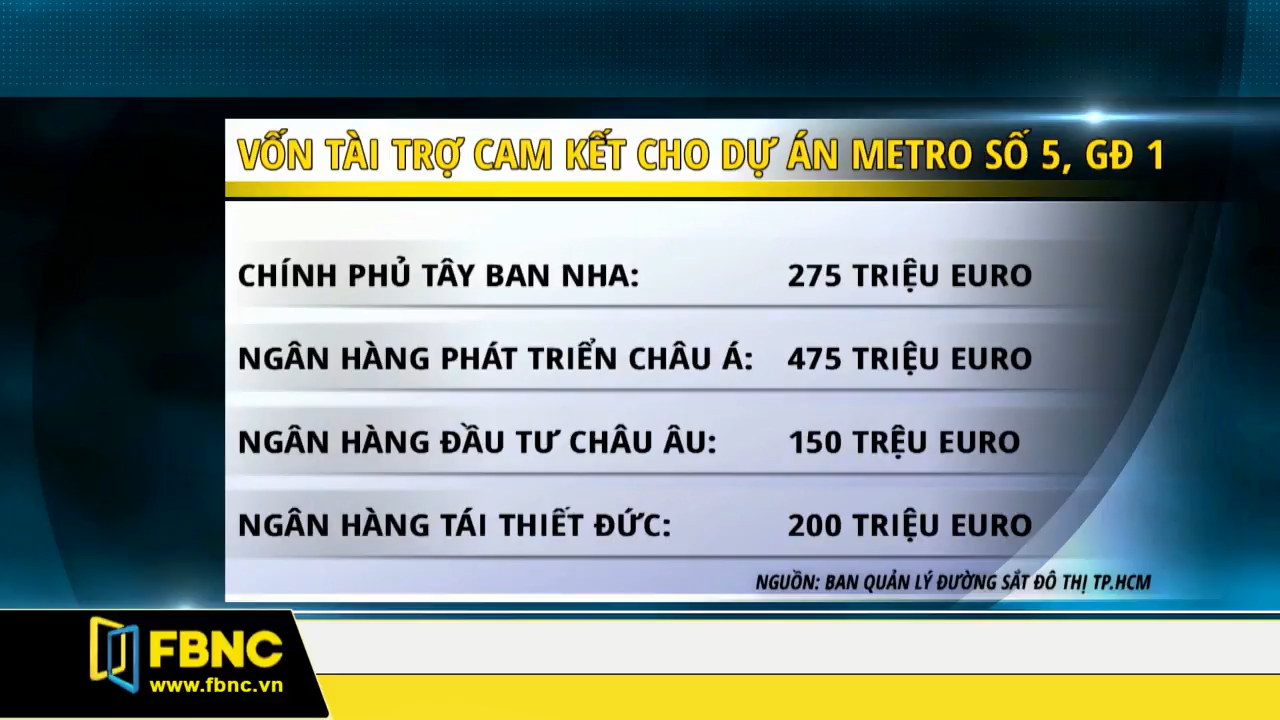 VỐN TÀI TRỢ CAM KẾT CHO DỰ ÁN METRO SỐ 5, GĐ 1
CHÍNH PHỦ TÂY BAN NHA: 275 TRIỆU EURO
NGÂN HÀNG PHÁT TRIỂN CHÂU Á: 475 TRIỆU EURO
NGÂN HÀNG ĐẦU TƯ CHÂU ÂU: 150 TRỆU EURO
NGÂN HÀNG TÁI THIẾT ĐỨC: 200 TRIỆU EURO
NGUỒN: BAN QUẢN LÝ ĐƯỜNG SẮT ĐÔ THỊ TP.HCM
FBNC
www.fbnc.vn